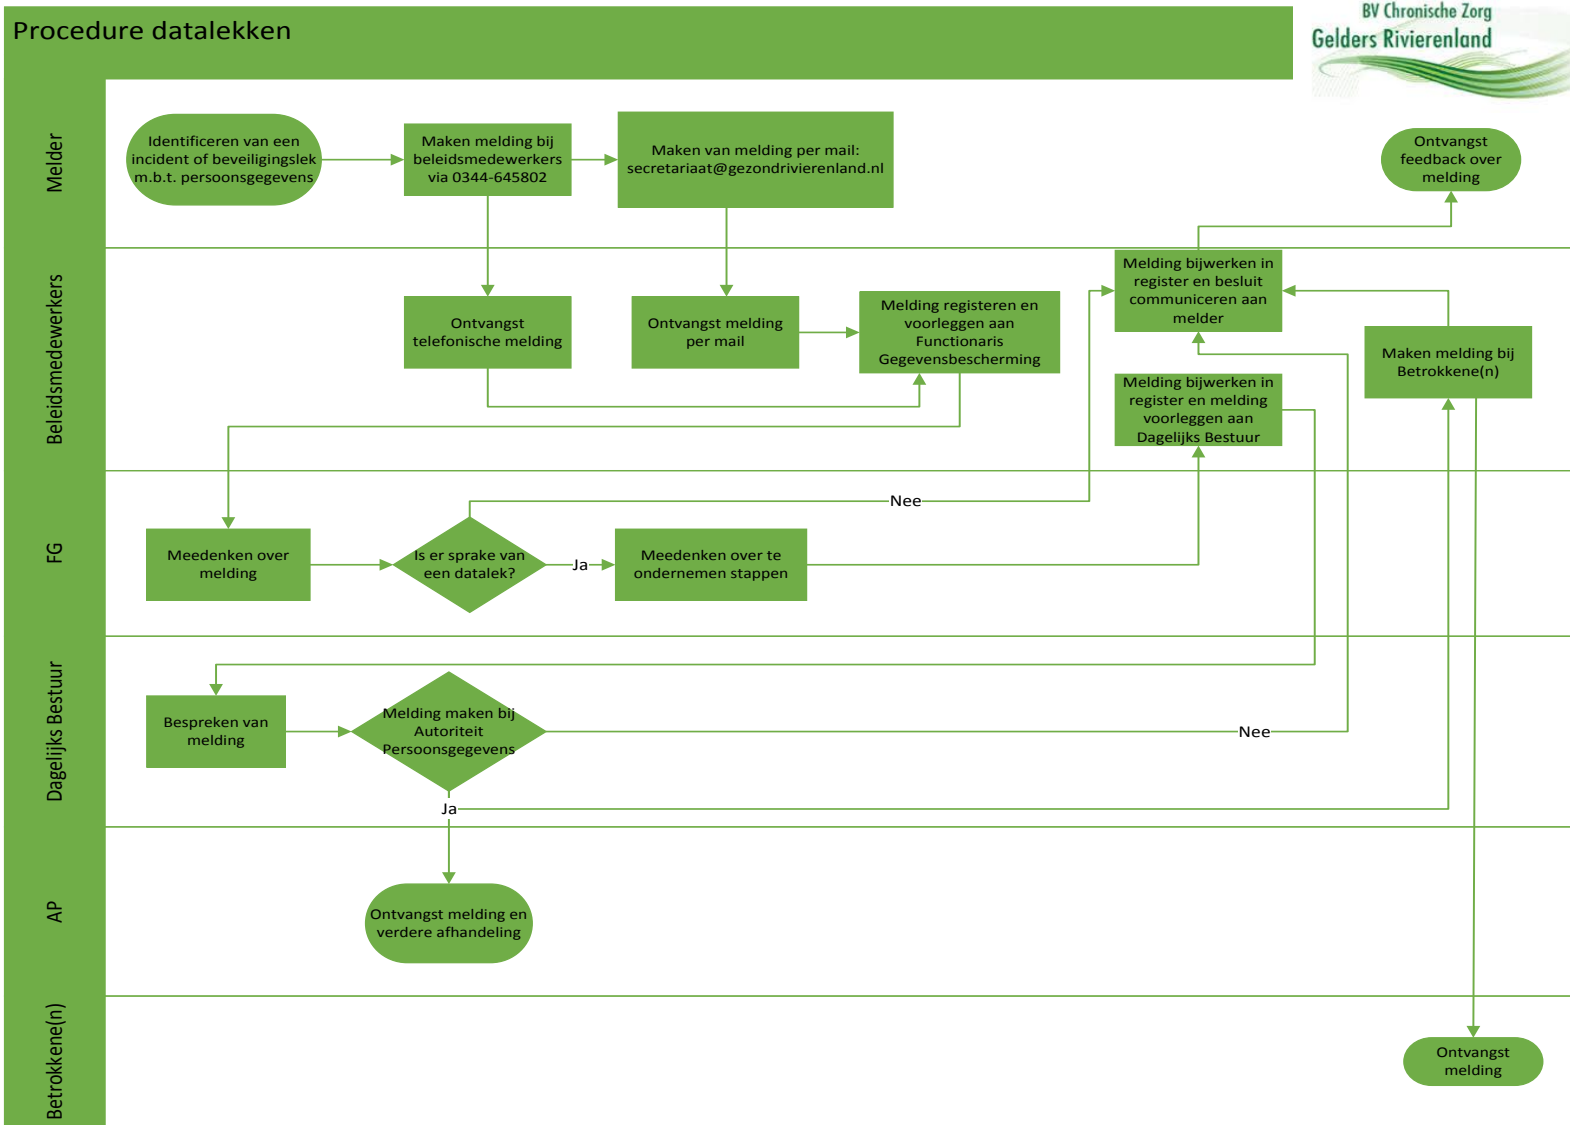 Procedure datalekken
BV Chronische Zorg
Gelders Rivierenland
Melder
Identificeren van een
incident of beveiligingslek
m.b.t. persoonsgegevens
Maken melding bij
beleidsmedewerkers
via 0344-645802
Maken van melding per mail:
secretariaat@gezondrivierenland.nl
Ontvangst
feedback over
melding
Beleidsmedewerkers
Ontvangst
telefonische melding
Ontvangst melding
per mail
Melding registeren en
voorleggen aan
Functionaris
Gegevensbescherming
Melding bijwerken in
register en besluit
communiceren aan
melder
Melding bijwerken in
register en melding
voorleggen aan
Dagelijks Bestuur
Maken melding bij
Betrokkene(n)
FG
Meedenken over
melding
Is er sprake van
een datalek?
Nee
Ja
Meedenken over te
ondernemen stappen
Dagelijks Bestuur
Bespreken van
melding
Melding maken bij
Autoriteit
Persoonsgegevens
Nee
Ja
AP
Ontvangst melding en
verdere afhandeling
Betrokkene(n)
Ontvangst
melding